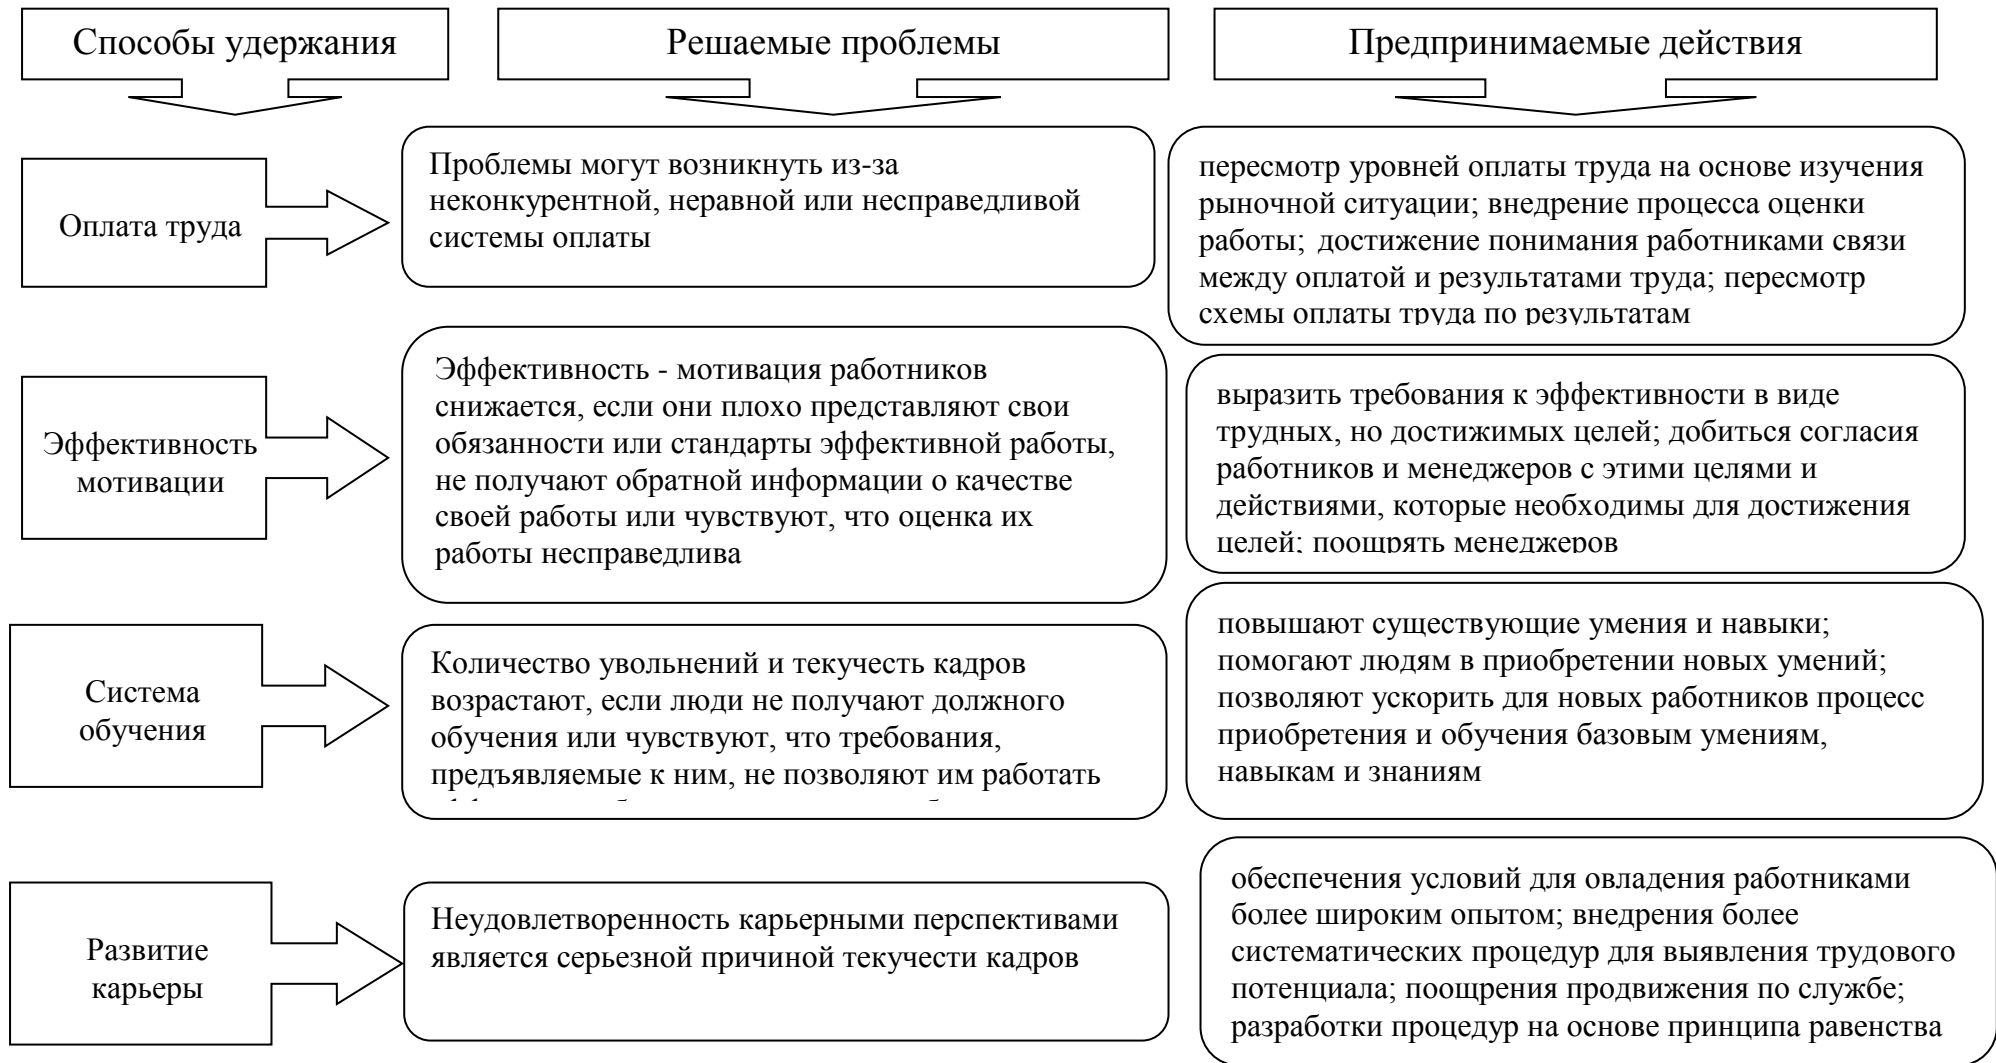 Способы удержания
Решаемые проблемы
Предпринимаемые действия
Оплата труда
Проблемы могут возникнуть из-за
неконкурентной, неравной или несправедливой
системы оплаты
пересмотр уровней оплаты труда на основе изучения
рыночной ситуации; внедрение процесса оценки
работы; достижение понимания работниками связи
между оплатой и результатами труда; пересмотр
схемы оплаты труда по результатам
Эффективность
мотивации
Эффективность - мотивация работников
снижается, если они плохо представляют свои
обязанности или стандарты эффективной работы,
не получают обратной информации о качестве
своей работы или чувствуют, что оценка их
работы несправедлива
выразить требования к эффективности в виде
трудных, но достижимых целей; добиться согласия
работников и менеджеров с этими целями и
действиями, которые необходимы для достижения
целей; поощрять менеджеров
Система
обучения
Количество увольнений и текучесть кадров
возрастают, если люди не получают должного
обучения или чувствуют, что требования,
предъявляемые к ним, не позволяют им работать
повышают существующие умения и навыки;
помогают людям в приобретении новых умений;
позволяют ускорить для новых работников процесс
приобретения и обучения базовым умениям,
навыкам и знаниям
Развитие
карьеры
Неудовлетворенность карьерными перспективами
является серьезной причиной текучести кадров
обеспечения условий для овладения работниками
более широким опытом; внедрения более
систематических процедур для выявления трудового
потенциала; поощрения продвижения по службе;
разработки процедур на основе принципа равенства